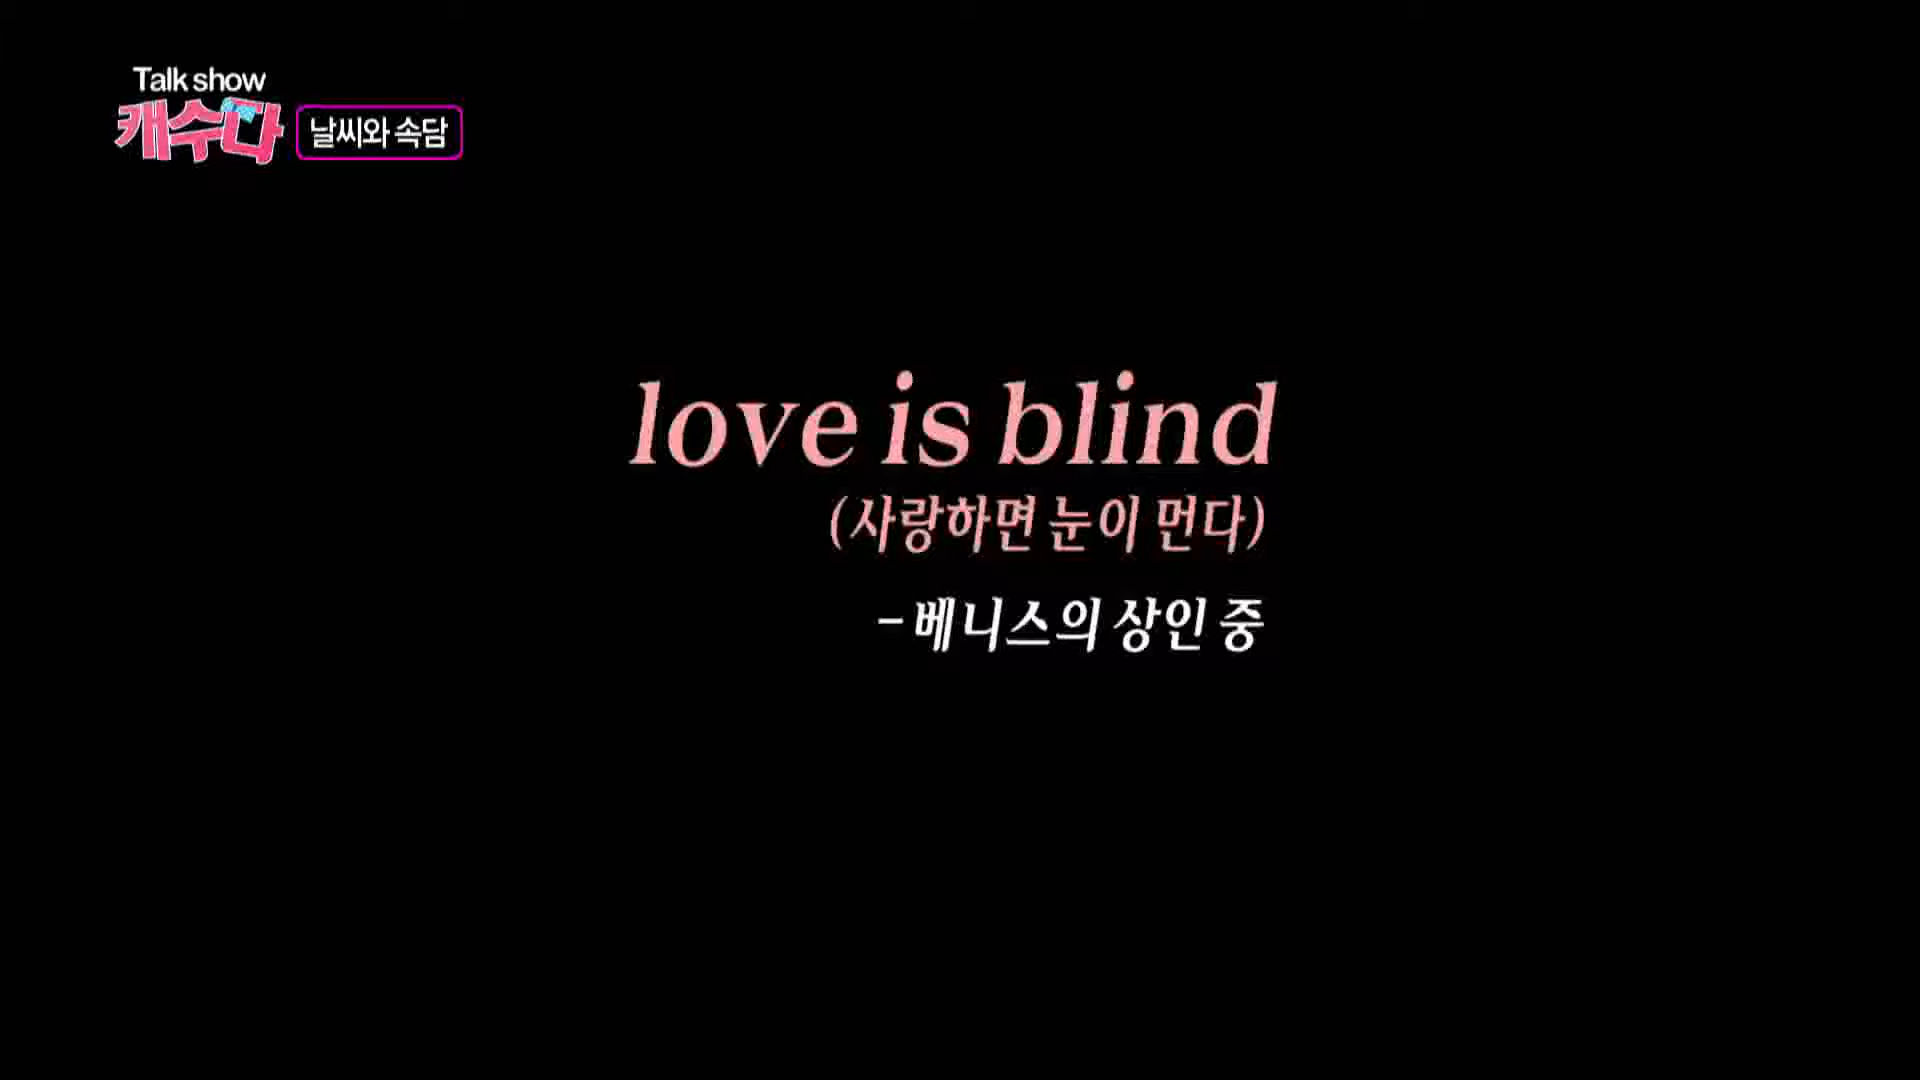 Talk show
캐수다 날씨와 속담
love is blind
(사랑하면 눈이 먼다)
- 베니스의 상인 중